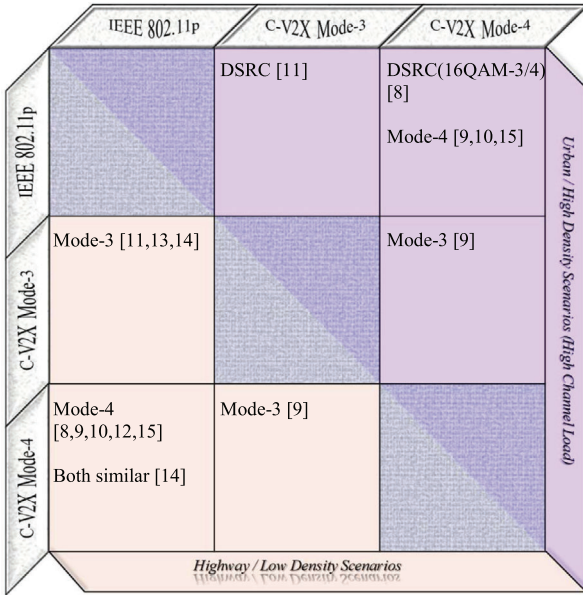 IEEE 802.11p
C-V2X Mode-3
C-V2X Mode-4
IEEE 802.11p
DSRC [11]
DSRC(16QAM-3/4)
[8]
Mode-4 [9,10,15]
C-V2X Mode-3
Mode-3 [11,13,14]
Mode-3 [9]
C-V2X Mode-4
Mode-4
[8,9,10,12,15]
Both similar [14]
Mode-3 [9]
Urban / High Density Scenarios (High Channel Load)
Highway / Low Density Scenarios